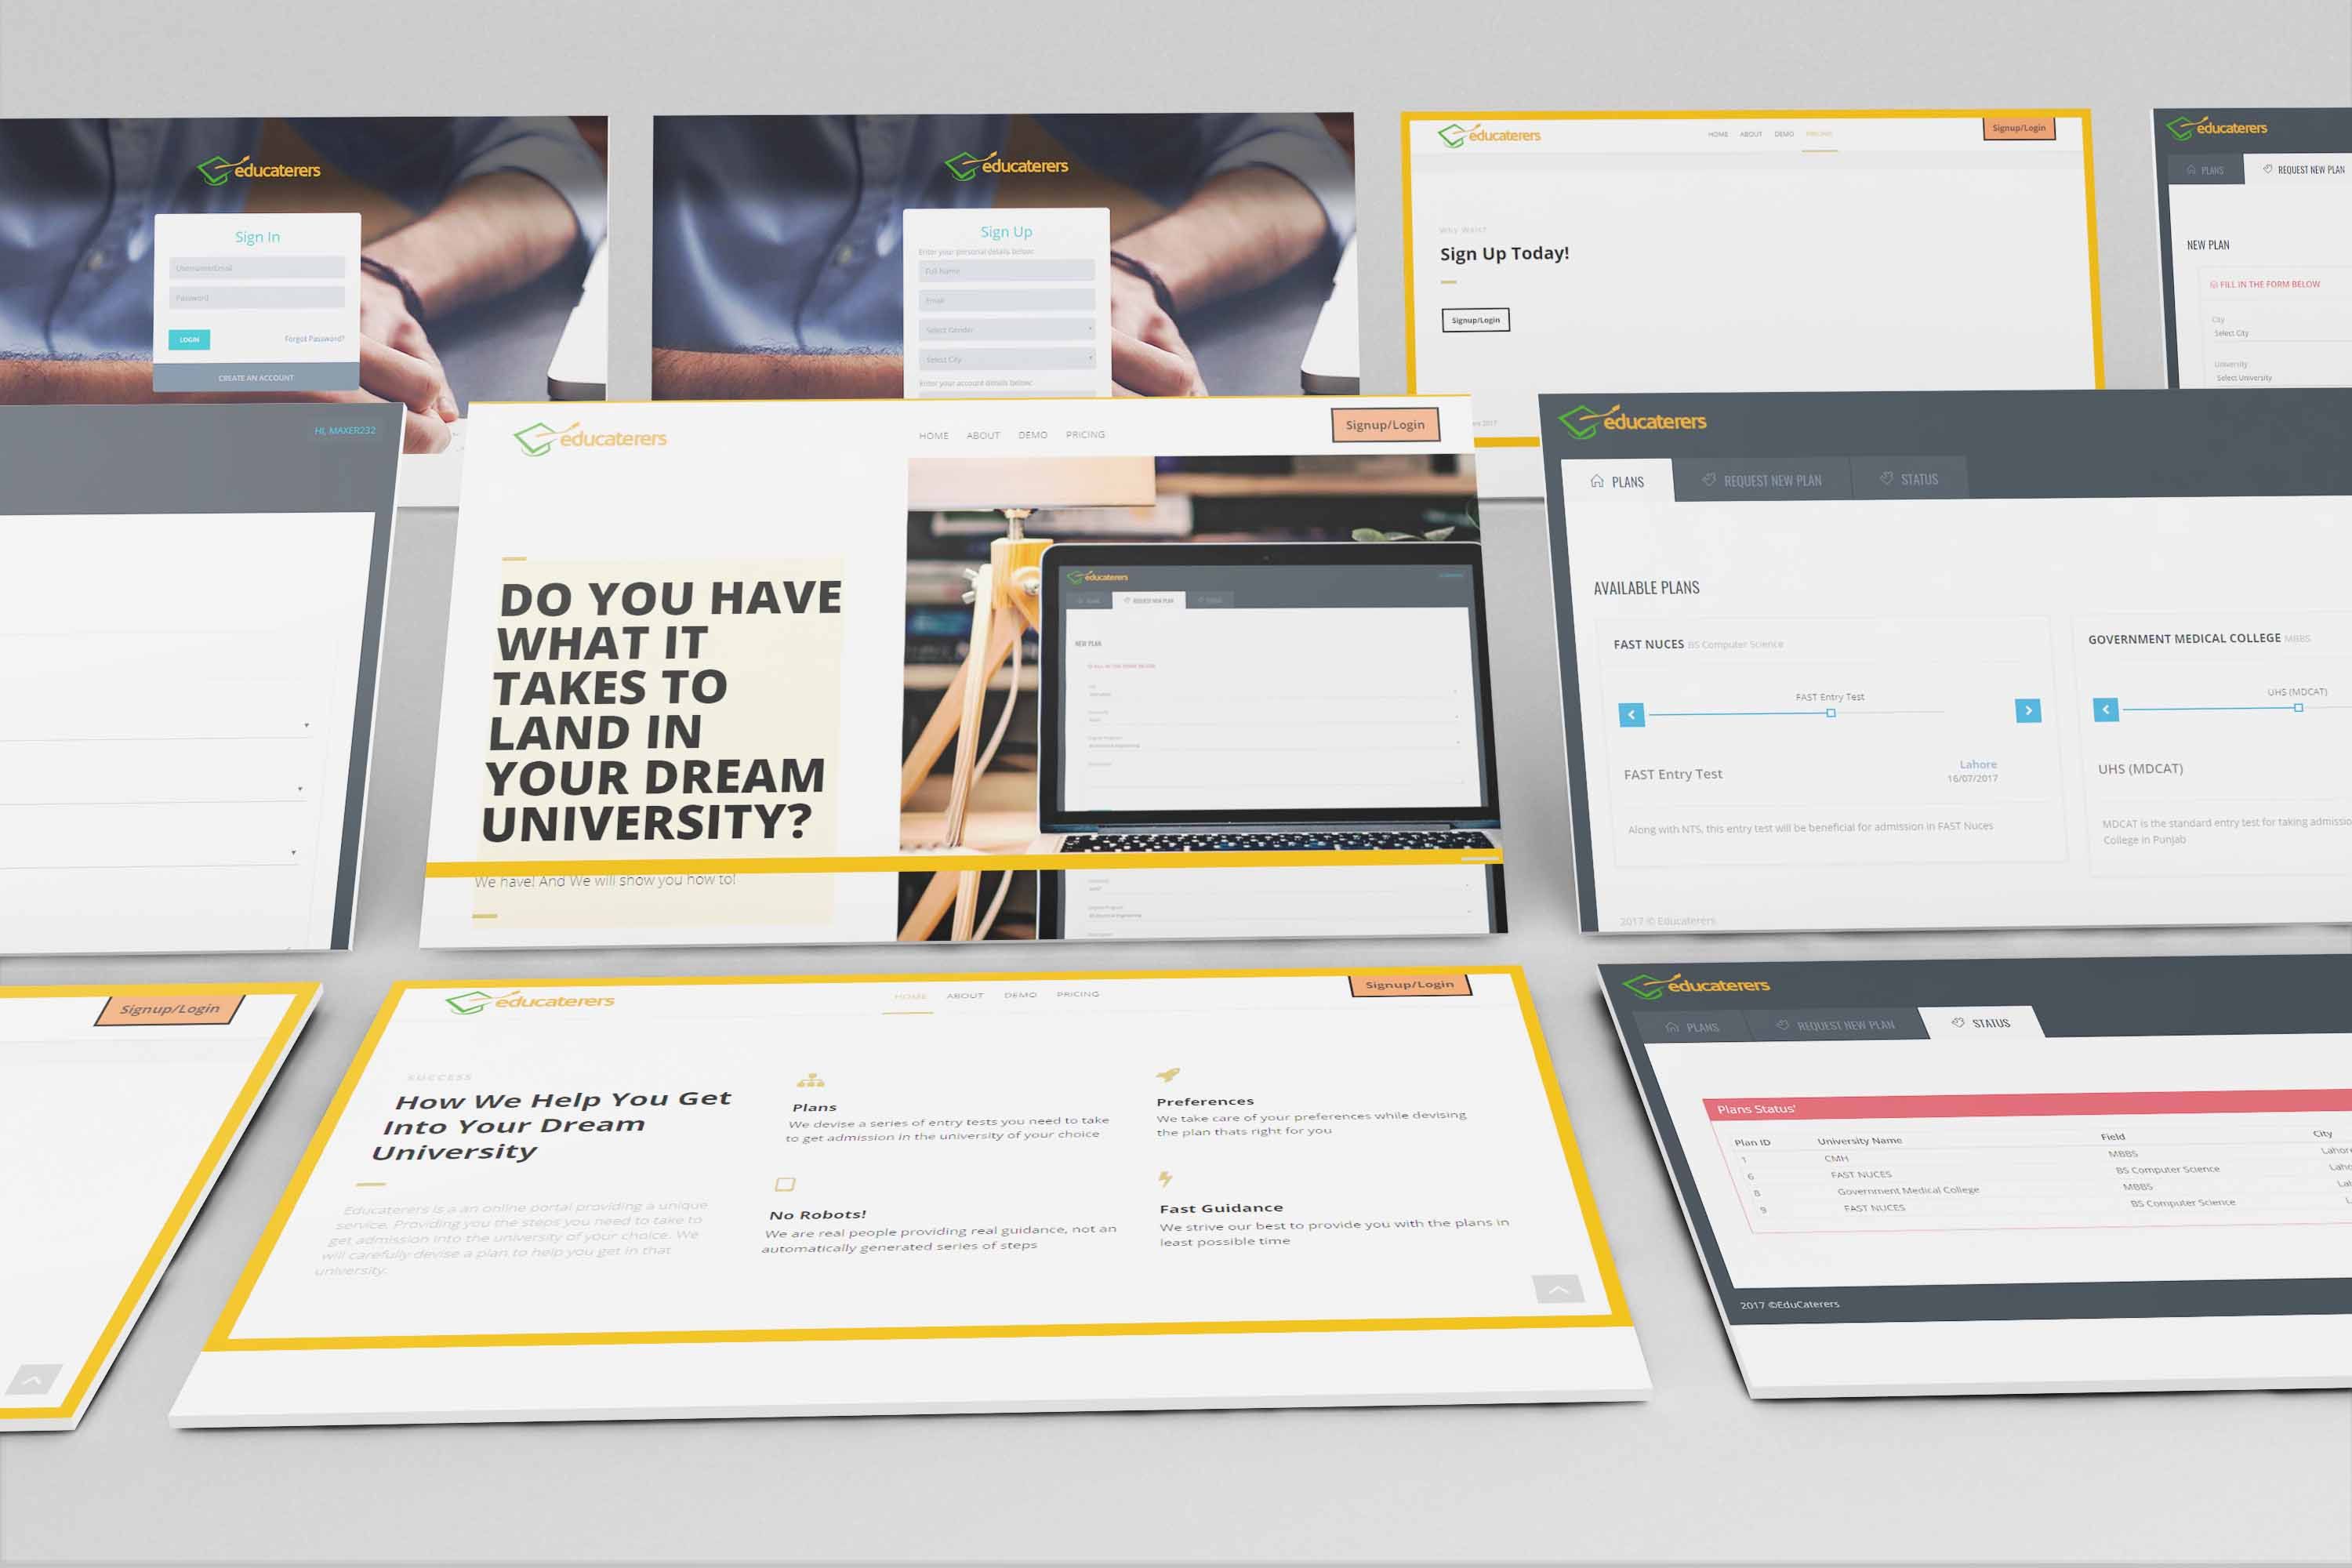 educaterers
Sign In
Username/Email
Password
LOGIN
Forgot Password?
CREATE AN ACCOUNT
educaterers
Sign Up
Enter your personal details below:
Full Name
Email
Select Gender
Select City
Enter your account details below:
educaterers
HOME ABOUT DEMO PRICING
Signup/Login
Why Wait?
Sign Up Today!
Signup/Login
2017
educaterers
PLANS REQUEST NEW PLAN
NEW PLAN
FILL IN THE FORM BELOW
City
Select City
University
Select University
HI, MAXER232
educaterers
HOME ABOUT DEMO PRICING
Signup/Login
DO YOU HAVE
WHAT IT
TAKES TO
LAND IN
YOUR DREAM
UNIVERSITY?
We have! And We will show you how to!
educaterers
REQUEST NEW PLAN
NEW PLAN
FILL IN THE FORM BELOW
educaterers
PLANS REQUEST NEW PLAN STATUS
AVAILABLE PLANS
FAST NUCES BS Computer Science
FAST Entry Test
FAST Entry Test
Lahore
16/07/2017
Along with NTS, this entry test will be beneficial for admission in FAST Nuces
GOVERNMENT MEDICAL COLLEGE MBBS
UHS (MDCAT)
UHS (MDCAT)
MDCAT is the standard entry test for taking admissio
College in Punjab
2017 © Educaterers
Signup/Login
educaterers
HOME ABOUT DEMO PRICING
Signup/Login
SUCCESS
How We Help You Get
Into Your Dream
University
Educaterers is a an online portal providing a unique
service. Providing you the steps you need to take to
get admission into the university of your choice. We
will carefully devise a plan to help you get in that
university.
Plans
We devise a series of entry tests you need to take
to get admission in the university of your choice
Preferences
We take care of your preferences while devising
the plan thats right for you
No Robots!
We are real people providing real guidance, not an
automatically generated series of steps
Fast Guidance
We strive our best to provide you with the plans in
least possible time
educaterers
PLANS REQUEST NEW PLAN STATUS
Plans Status'
Plan ID University Name Field City
1 CMH MBBS Lahore
6 FAST NUCES BS Computer Science Laho
8 Government Medical College MBBS Lah
9 FAST NUCES BS Computer Science L
2017 ©EduCaterers